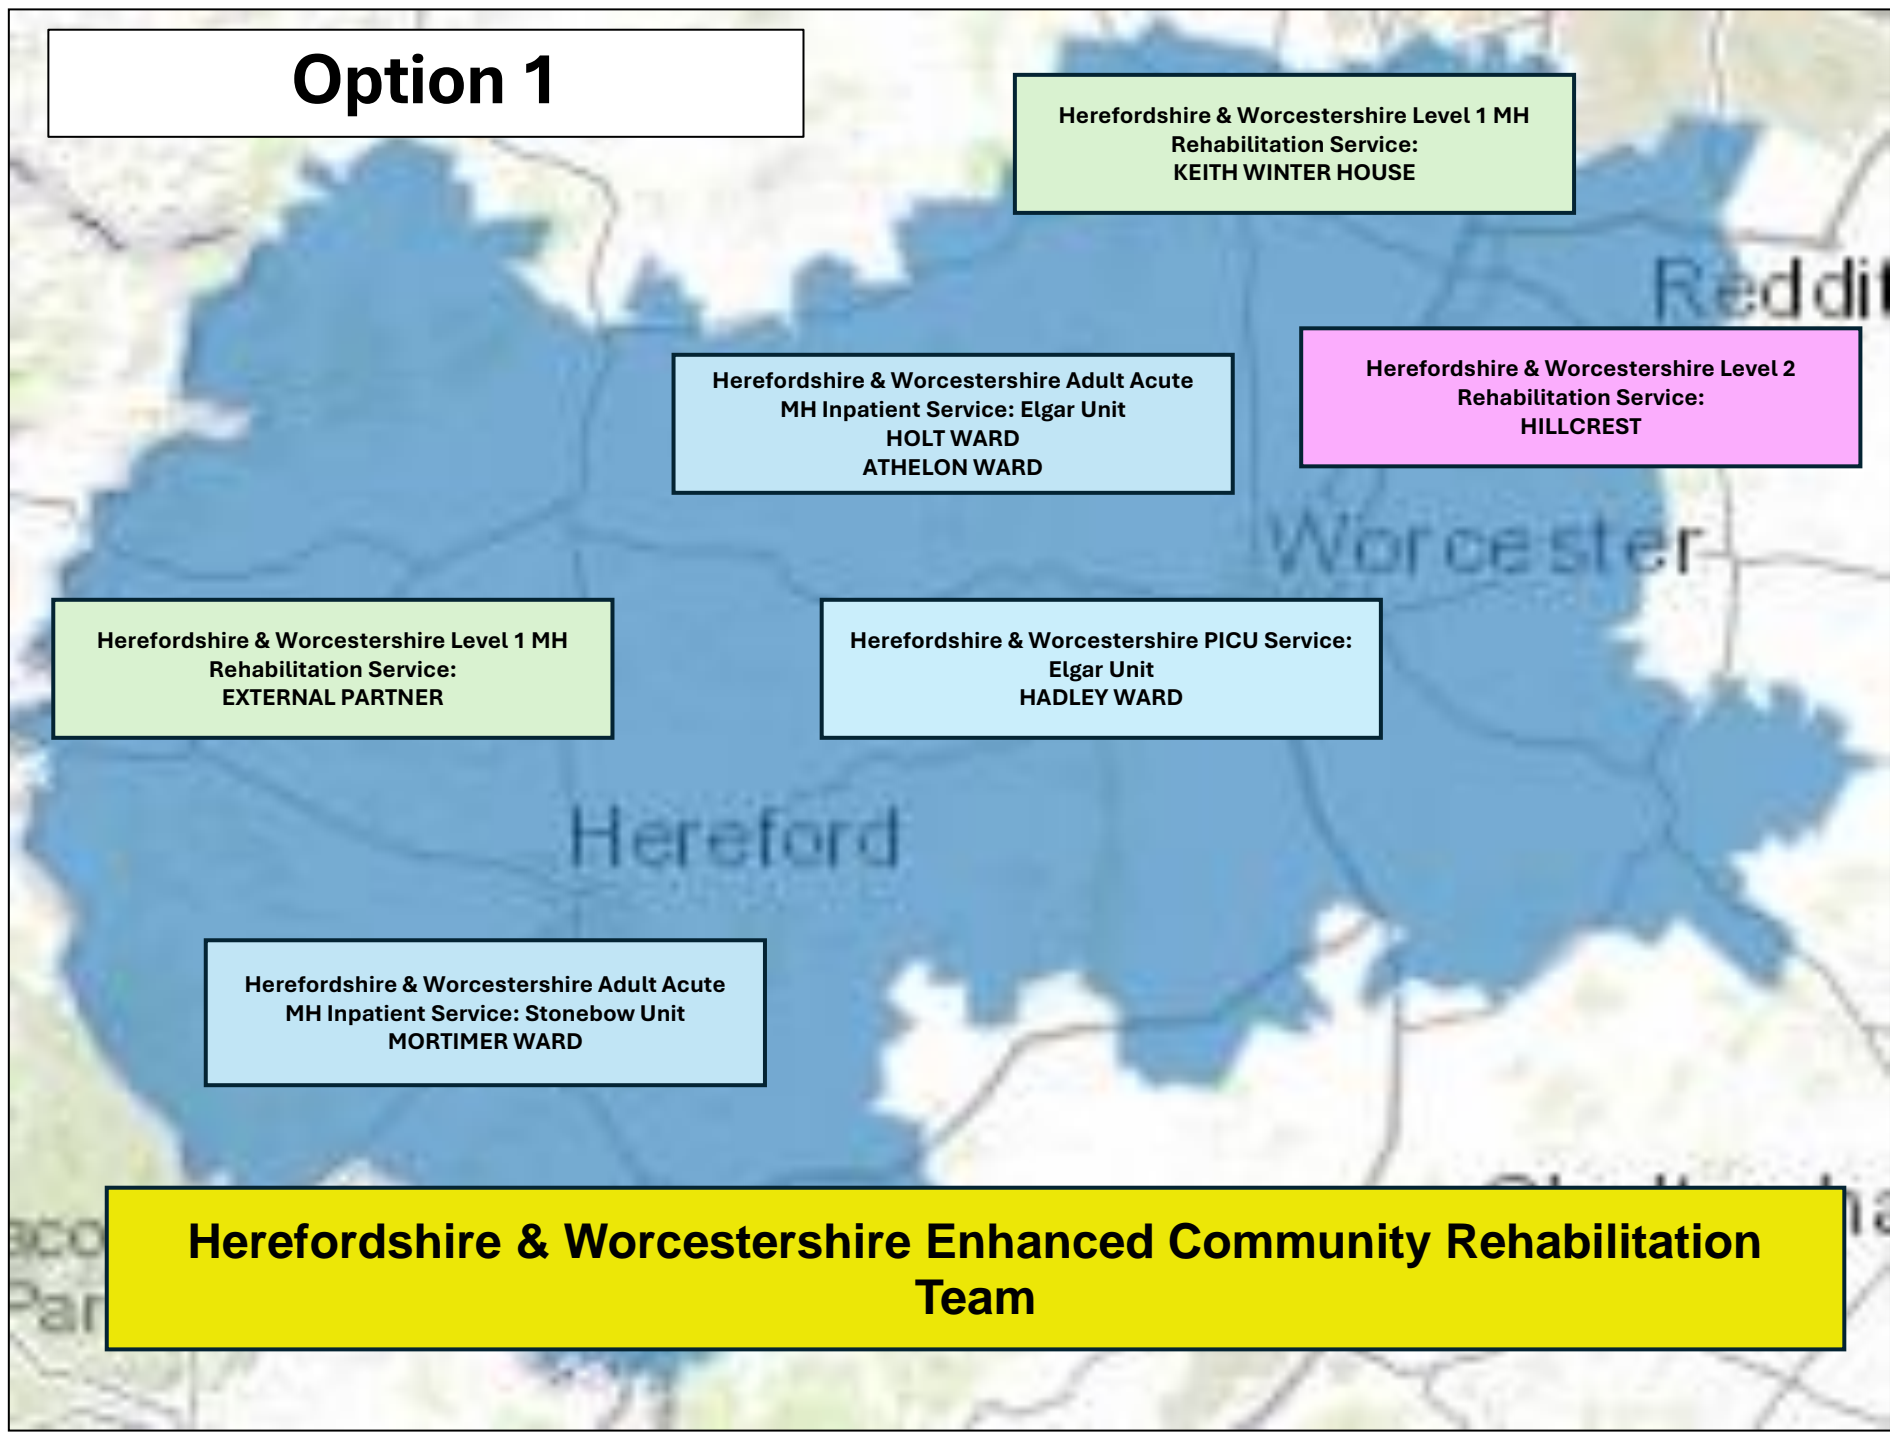 Option 1
Herefordshire & Worcestershire Level 1 MH
Rehabilitation Service:
KEITH WINTER HOUSE
Reddit
Herefordshire & Worcestershire Level 2
Rehabilitation Service:
HILLCREST
Herefordshire & Worcestershire Adult Acute
MH Inpatient Service: Elgar Unit
HOLT WARD
ATHELON WARD
Worcester
Herefordshire & Worcestershire Level 1 MH
Rehabilitation Service:
EXTERNAL PARTNER
Herefordshire & Worcestershire PICU Service:
Elgar Unit
HADLEY WARD
Hereford
Herefordshire & Worcestershire Adult Acute
MH Inpatient Service: Stonebow Unit
MORTIMER WARD
Herefordshire & Worcestershire Enhanced Community Rehabilitation
Team